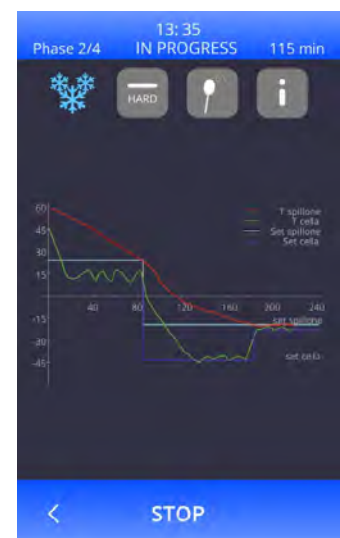 13:35
Phase 2/4 IN PROGRESS 115 min
HARD
i
60
45
30
15
-15
-30
-45
40 80 120 160 200 240
T spillone
T cella
Set spillone
Set cella
set spillone
set cella
STOP